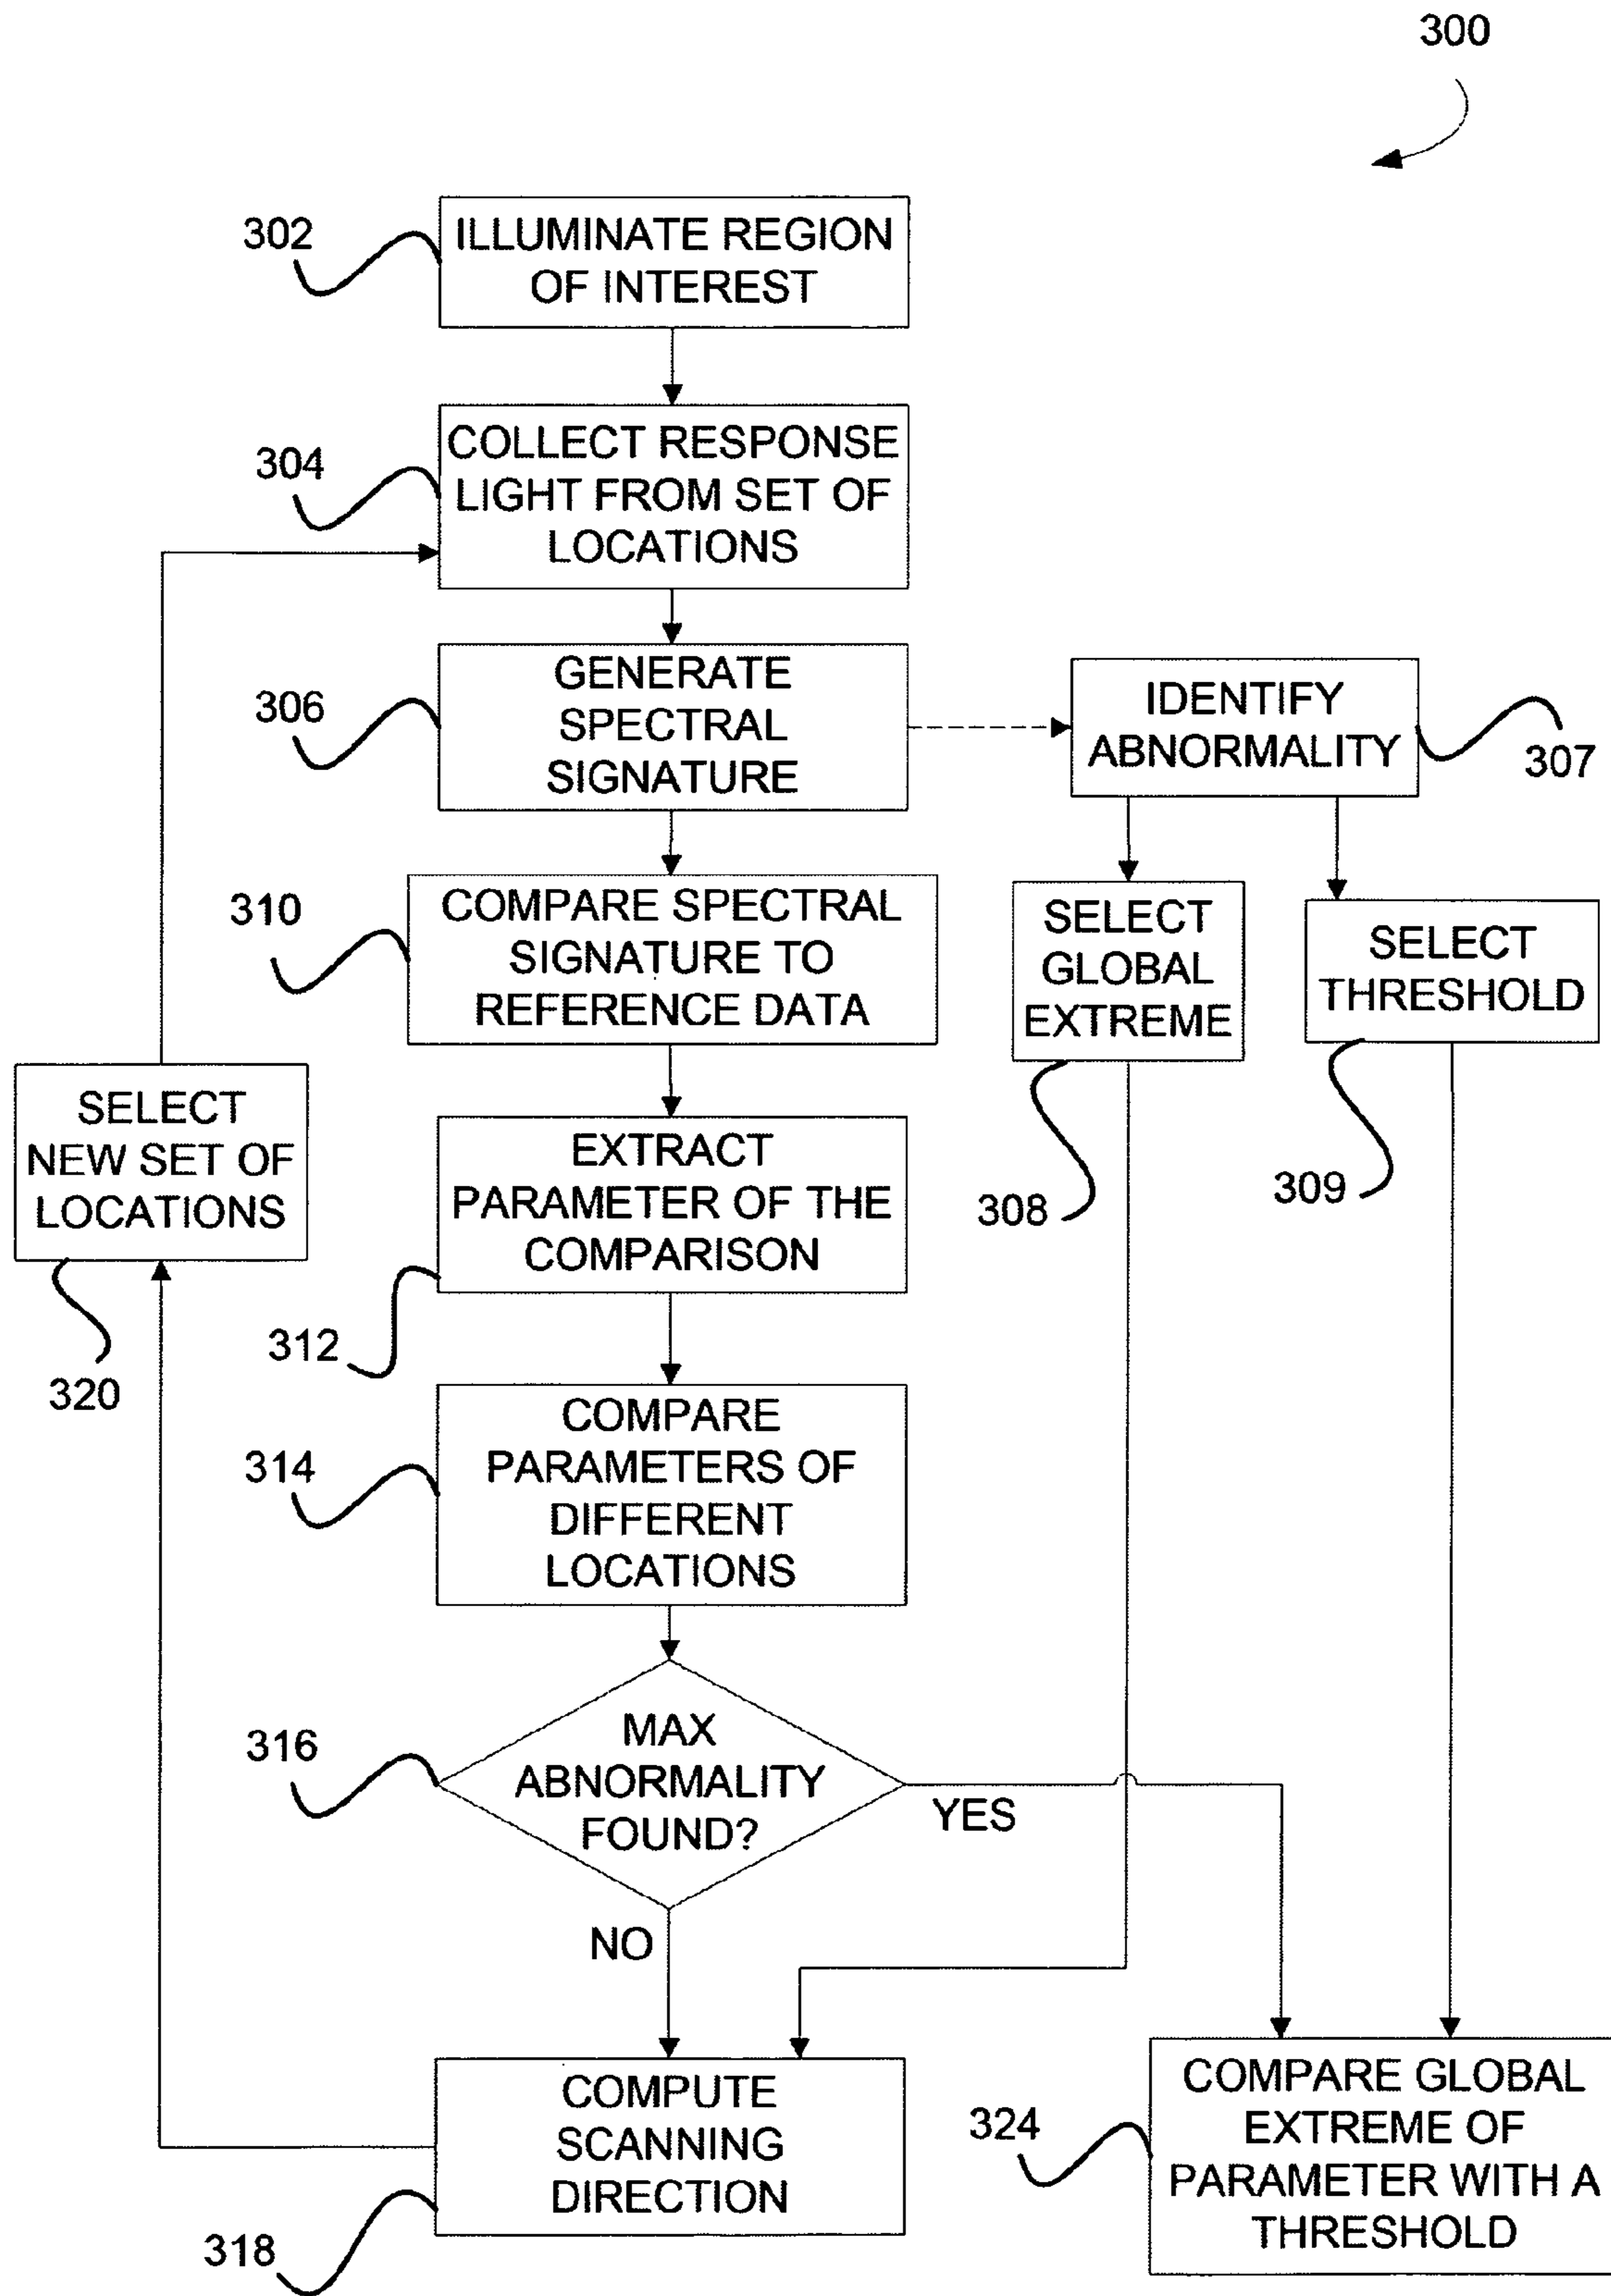 300
302
ILLUMINATE REGION
OF INTEREST
304
COLLECT RESPONSE
LIGHT FROM SET OF
LOCATIONS
306
GENERATE
SPECTRAL
SIGNATURE
IDENTIFY
ABNORMALITY
307
310
COMPARE SPECTRAL
SIGNATURE TO
REFERENCE DATA
SELECT
GLOBAL
EXTREME
308
SELECT
THRESHOLD
309
SELECT
NEW SET OF
LOCATIONS
320
EXTRACT
PARAMETER OF THE
COMPARISON
312
COMPARE
PARAMETERS OF
DIFFERENT
LOCATIONS
314
MAX
ABNORMALITY
FOUND?
316
YES
NO
COMPUTE
SCANNING
DIRECTION
318
324
COMPARE GLOBAL
EXTREME OF
PARAMETER WITH A
THRESHOLD